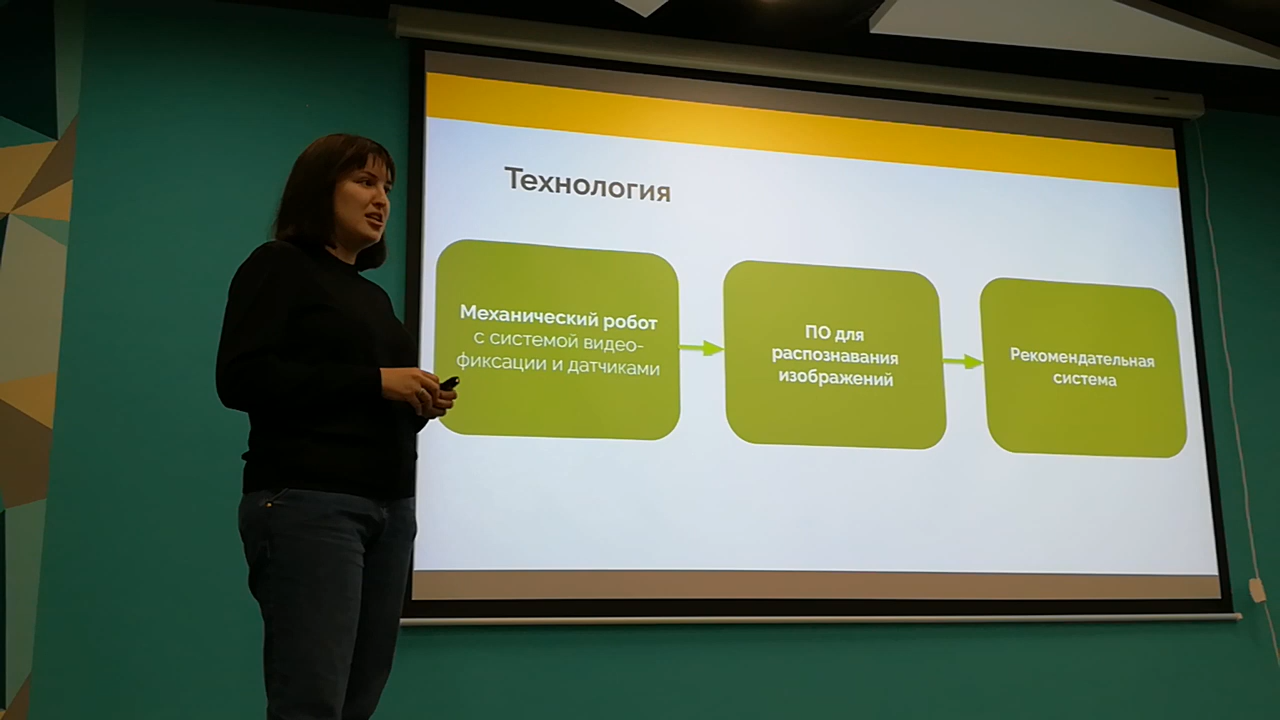 Технология
Механический робот
с системой видео-
фиксации и датчиками
ПО для
распознавания
изображений
Рекомендательная
система